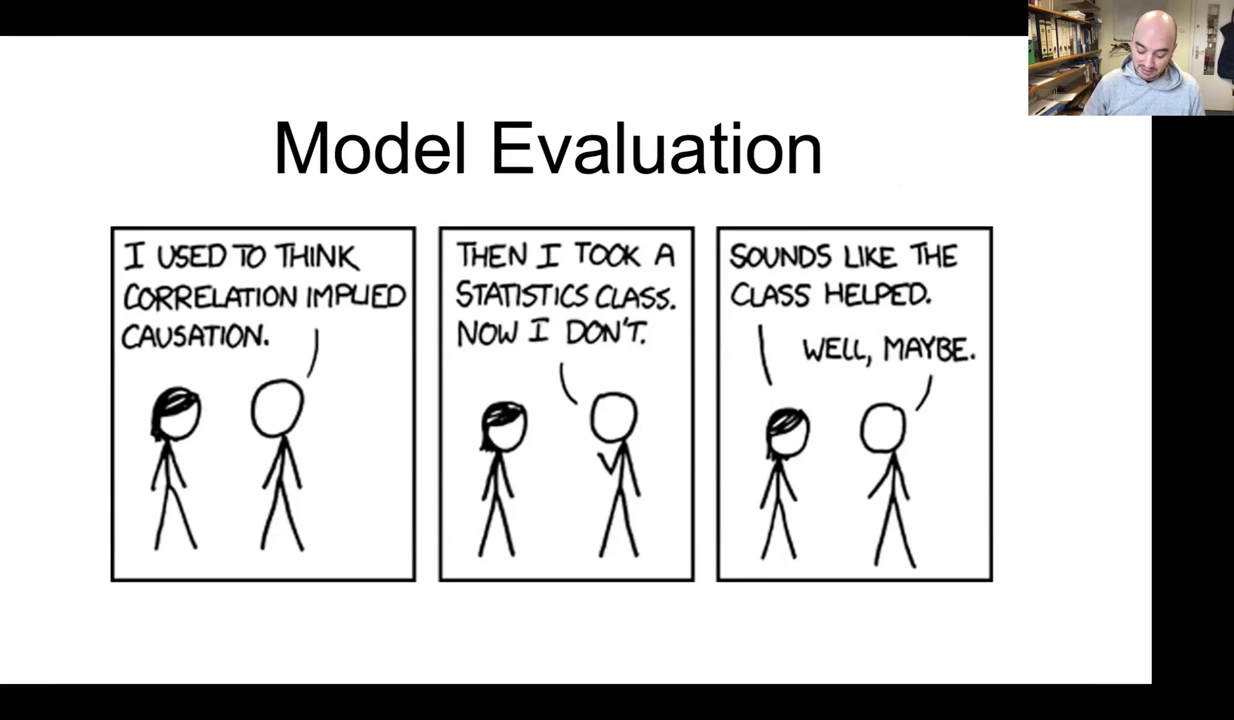 Model Evaluation
I USED TO THINK
CORRELATION IMPLIED
CAUSATION.
THEN I TOOK A
STATISTICS CLASS.
NOW I DON'T.
SOUNDS LIKE THE
CLASS HELPED.
WELL, MAYBE.